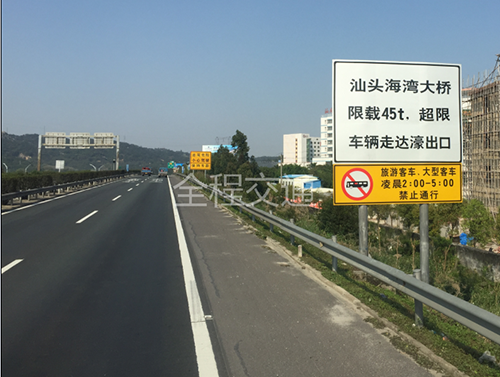 汕头海湾大桥
限载45t，超限
车辆走达濠出口
旅游客车、大型客车
凌晨2:00-5:00
禁止通行
全程交通